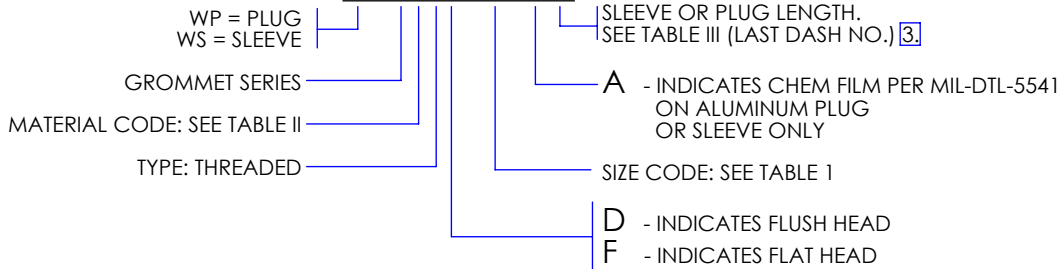 WP = PLUG
WS = SLEEVE
SLEEVE OR PLUG LENGTH.
SEE TABLE III (LAST DASH NO.) 3.
GROMMET SERIES
A - INDICATES CHEM FILM PER MIL-DTL-5541
ON ALUMINUM PLUG
OR SLEEVE ONLY
MATERIAL CODE: SEE TABLE II
TYPE: THREADED
SIZE CODE: SEE TABLE 1
D - INDICATES FLUSH HEAD
F - INDICATES FLAT HEAD